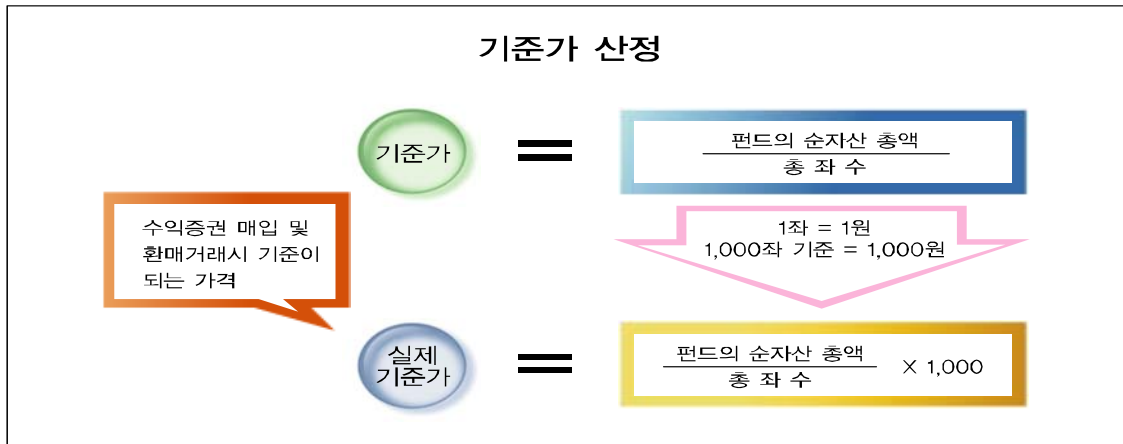 기준가 산정
기준가
=
펀드의 순자산 총액
총 좌 수
수익증권 매입 및
환매거래시 기준이
되는 가격
1좌 = 1원
1,000좌 기준 = 1,000원
실제
기준가
=
펀드의 순자산 총액
총 좌 수
× 1,000